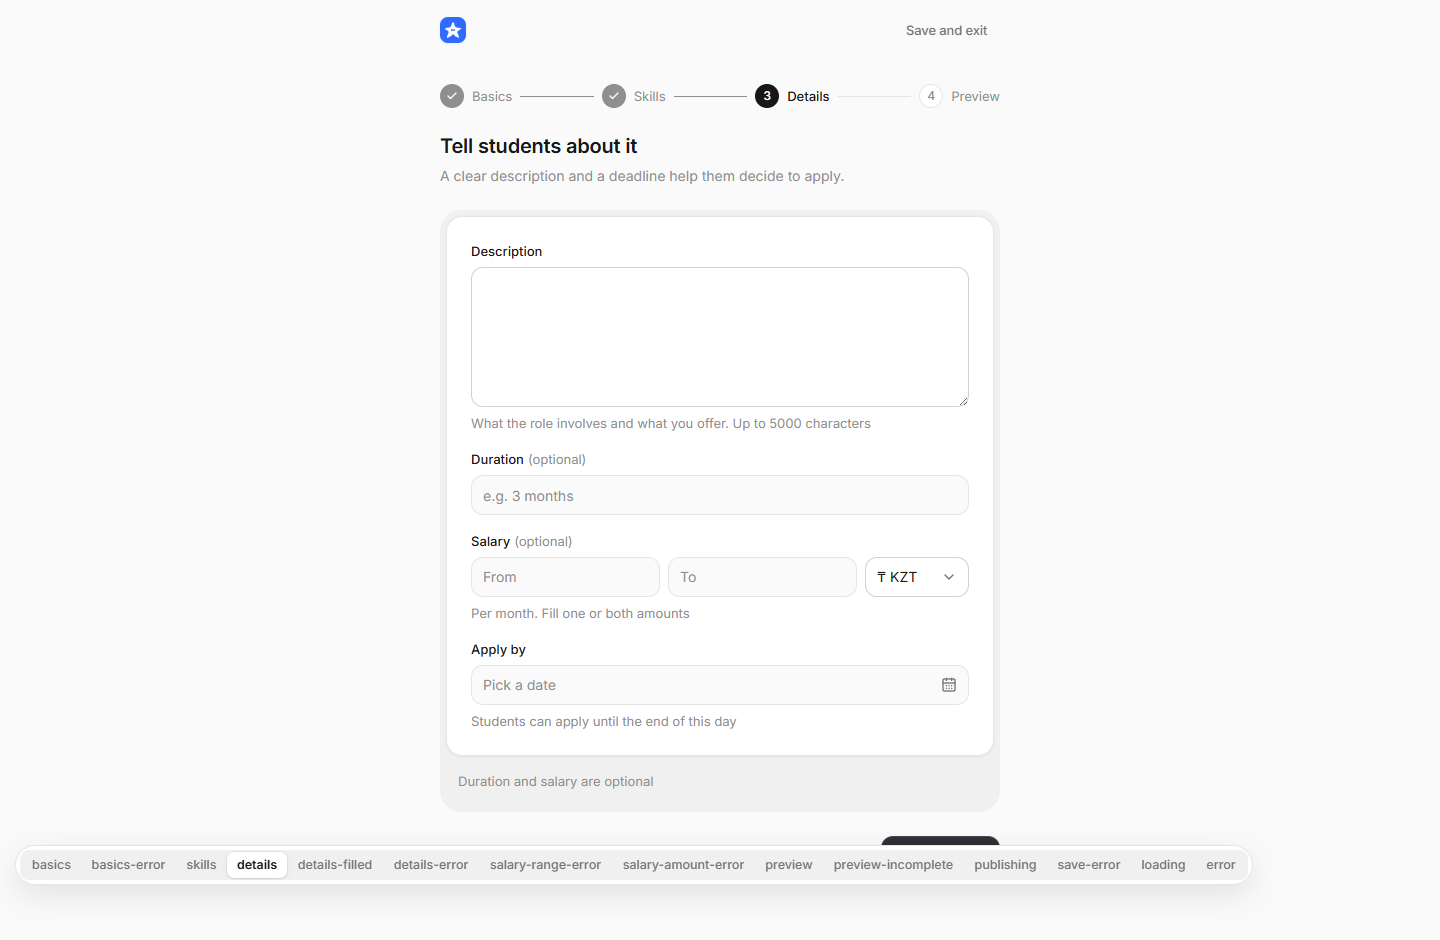 Save and exit
Basics
Skills
3 Details
4 Preview
Tell students about it
A clear description and a deadline help them decide to apply.
Description
What the role involves and what you offer. Up to 5000 characters
Duration (optional)
e.g. 3 months
Salary (optional)
From
To
₸ KZT
Per month. Fill one or both amounts
Apply by
Pick a date
Students can apply until the end of this day
Duration and salary are optional
basics basics-error skills details details-filled details-error salary-range-error salary-amount-error preview preview-incomplete publishing save-error loading error